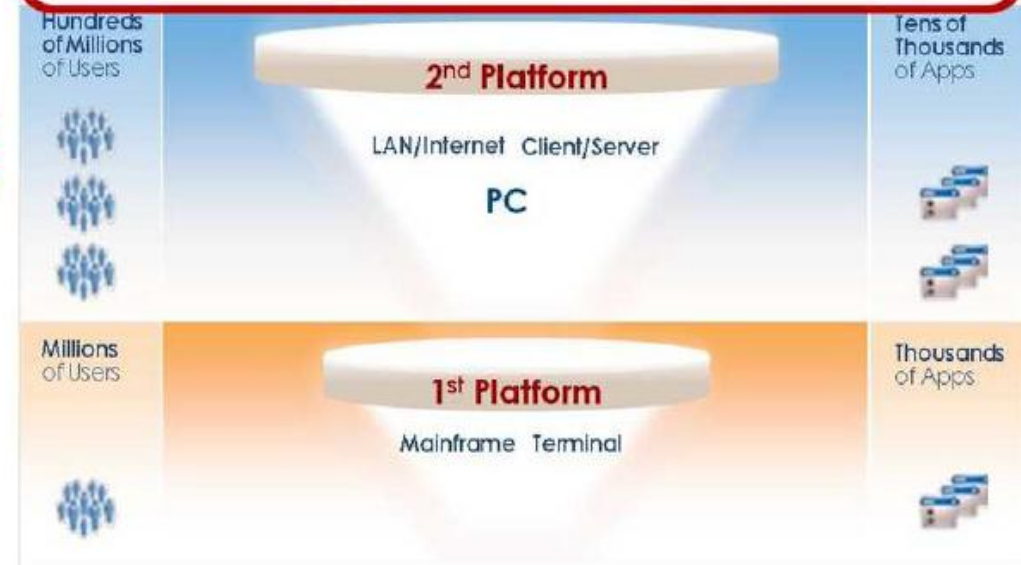 Hundreds
of Millions
of Users
2nd Platform
LAN/Internet Client/Server
PC
Tens of
Thousands
of Apps
Millions
of Users
1st Platform
Mainframe Terminal
Thousands
of Apps